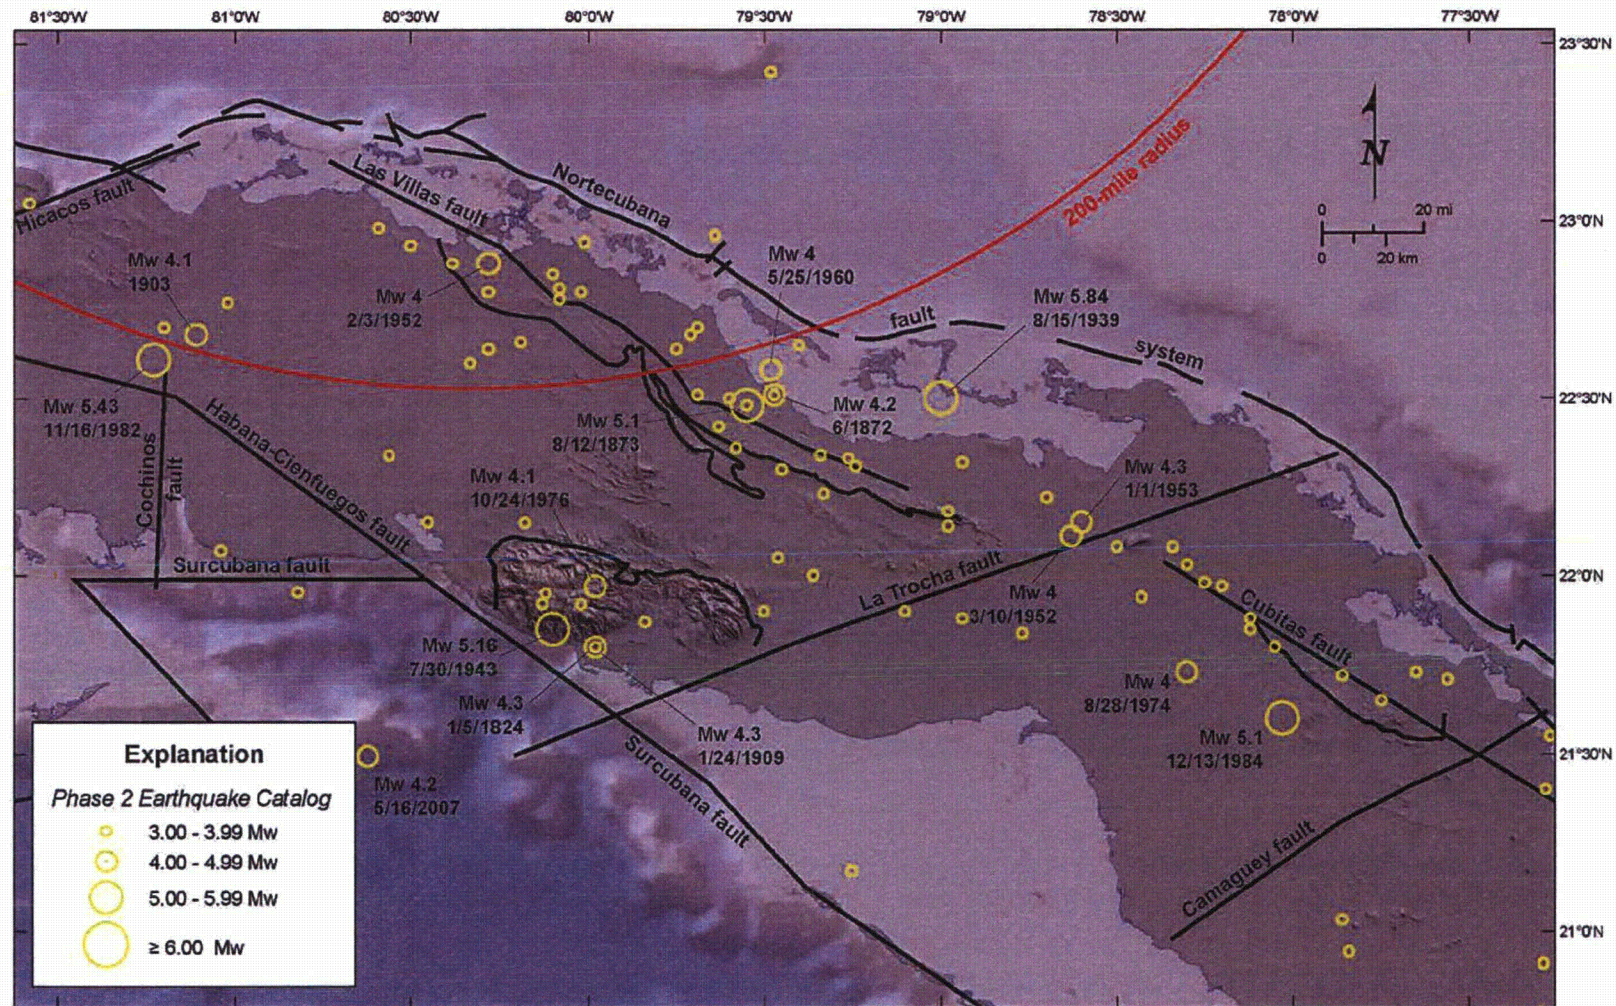 81°30'W 81°0'W 80°30'W 80°0'W 79°30'W 79°0'W 78°30'W 78°0'W 77°30'W
23°30'N
23°0'N
22°30'N
22°0'N
21°30'N
21°0'N
N
0 20 mi
0 20 km
200-mile radius
Hicacos fault
Las Villas fault
Nortecubana
fault
system
Mw 4.1
1903
Mw 4
2/3/1952
Mw 4
5/25/1960
Mw 5.84
8/15/1939
Mw 5.43
11/16/1982
Cochinos
fault
Habana-Cienfuegos fault
Mw 5.1
8/12/1873
Mw 4.2
6/1872
Mw 4.1
10/24/1976
Mw 4.3
1/1/1953
Surcubana fault
La Trocha fault
Mw 4
3/10/1952
Cubitas fault
Mw 5.16
7/30/1943
Mw 4
8/28/1974
Mw 4.3
1/5/1824
Mw 4.3
1/24/1909
Mw 5.1
12/13/1984
Surcubana fault
Mw 4.2
5/16/2007
Camaguey fault
Explanation
Phase 2 Earthquake Catalog
3.00 - 3.99 Mw
4.00 - 4.99 Mw
5.00 - 5.99 Mw
≥ 6.00 Mw